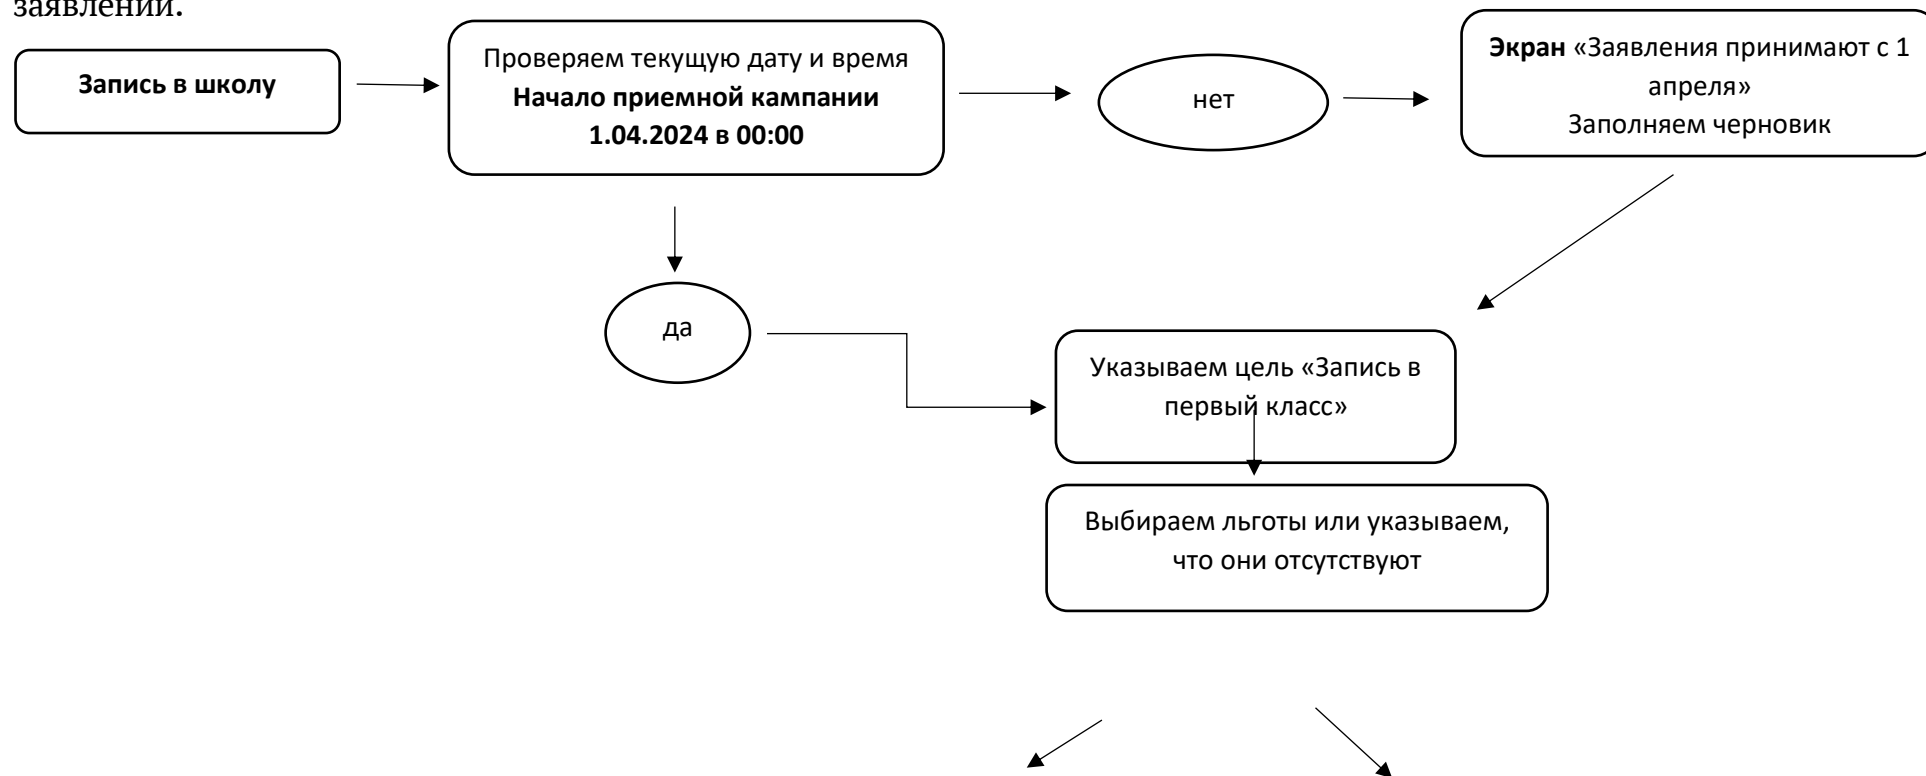 заявлений.
Запись в школу
Проверяем текущую дату и время
Начало приемной кампании
1.04.2024 в 00:00
нет
Экран «Заявления принимают с 1
апреля»
Заполняем черновик
да
Указываем цель «Запись в
первый класс»
Выбираем льготы или указываем,
что они отсутствуют